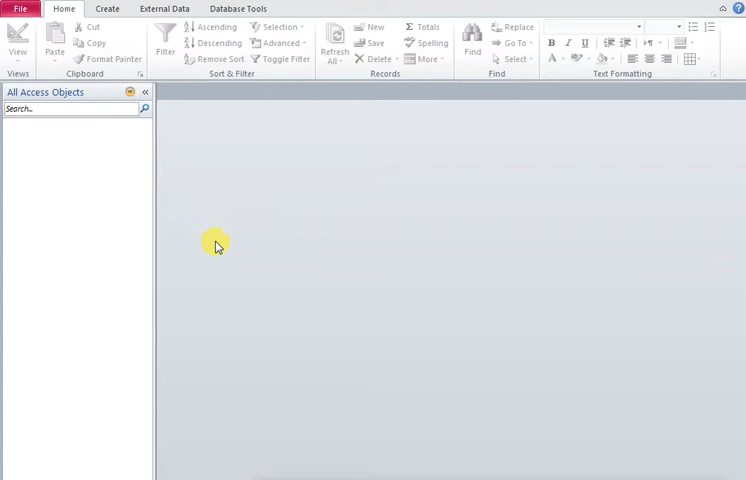 File Home Create External Data Database Tools
Cut Ascending Selection Totals Replace
Copy Descending Advanced New Save Spelling Go To
View Paste Format Painter Filter Remove Sort Toggle Filter Refresh All Delete More Find Select B I U
Views Clipboard Sort & Filter Records Find Text Formatting
All Access Objects
Search...